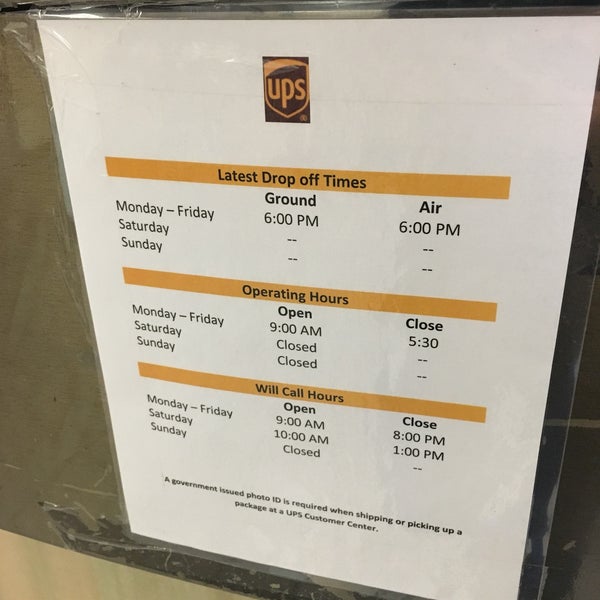 ups
Latest Drop off Times
Ground Air
Monday – Friday 6:00 PM 6:00 PM
Saturday -- --
Sunday -- --
Operating Hours
Open Close
Monday – Friday 9:00 AM 5:30
Saturday Closed --
Sunday Closed --
Will Call Hours
Open Close
Monday – Friday 9:00 AM 8:00 PM
Saturday 10:00 AM 1:00 PM
Sunday Closed --
A government issued photo ID is required when shipping or picking up a
package at a UPS Customer Center.